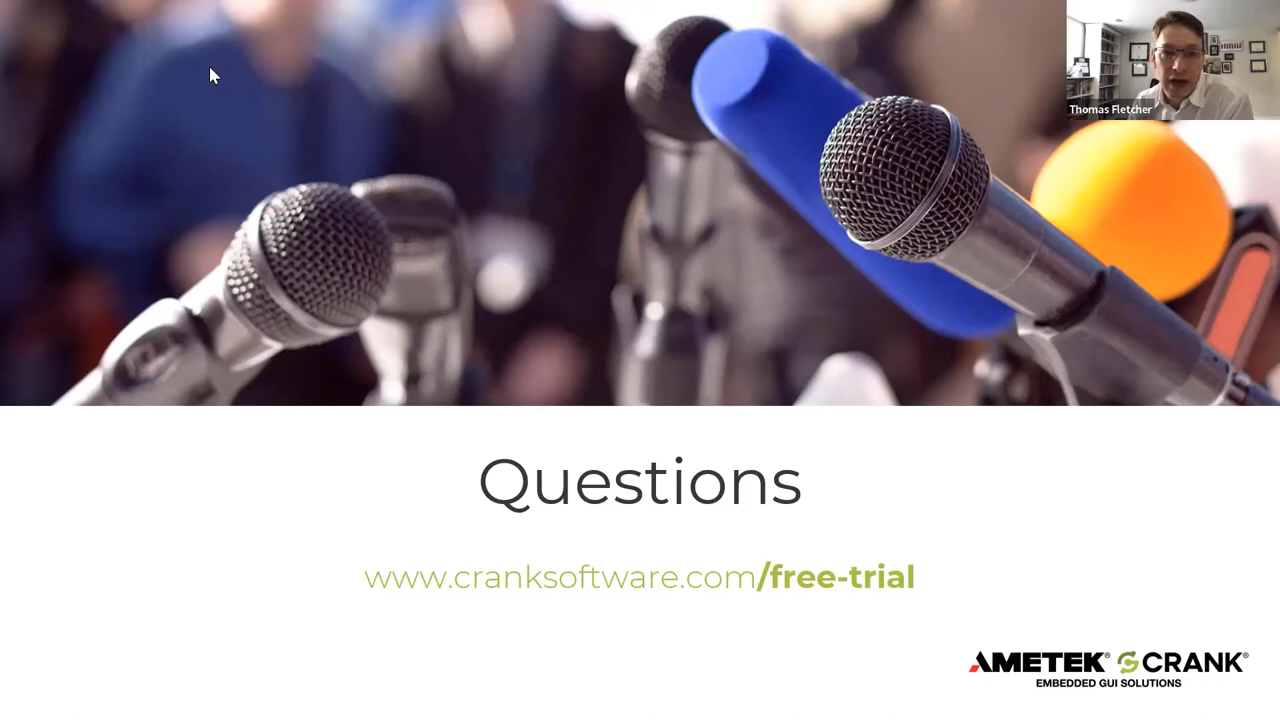 Thomas Fletcher
Questions
www.cranksoftware.com/free-trial
AMETEK® CRANK®
EMBEDDED GUI SOLUTIONS